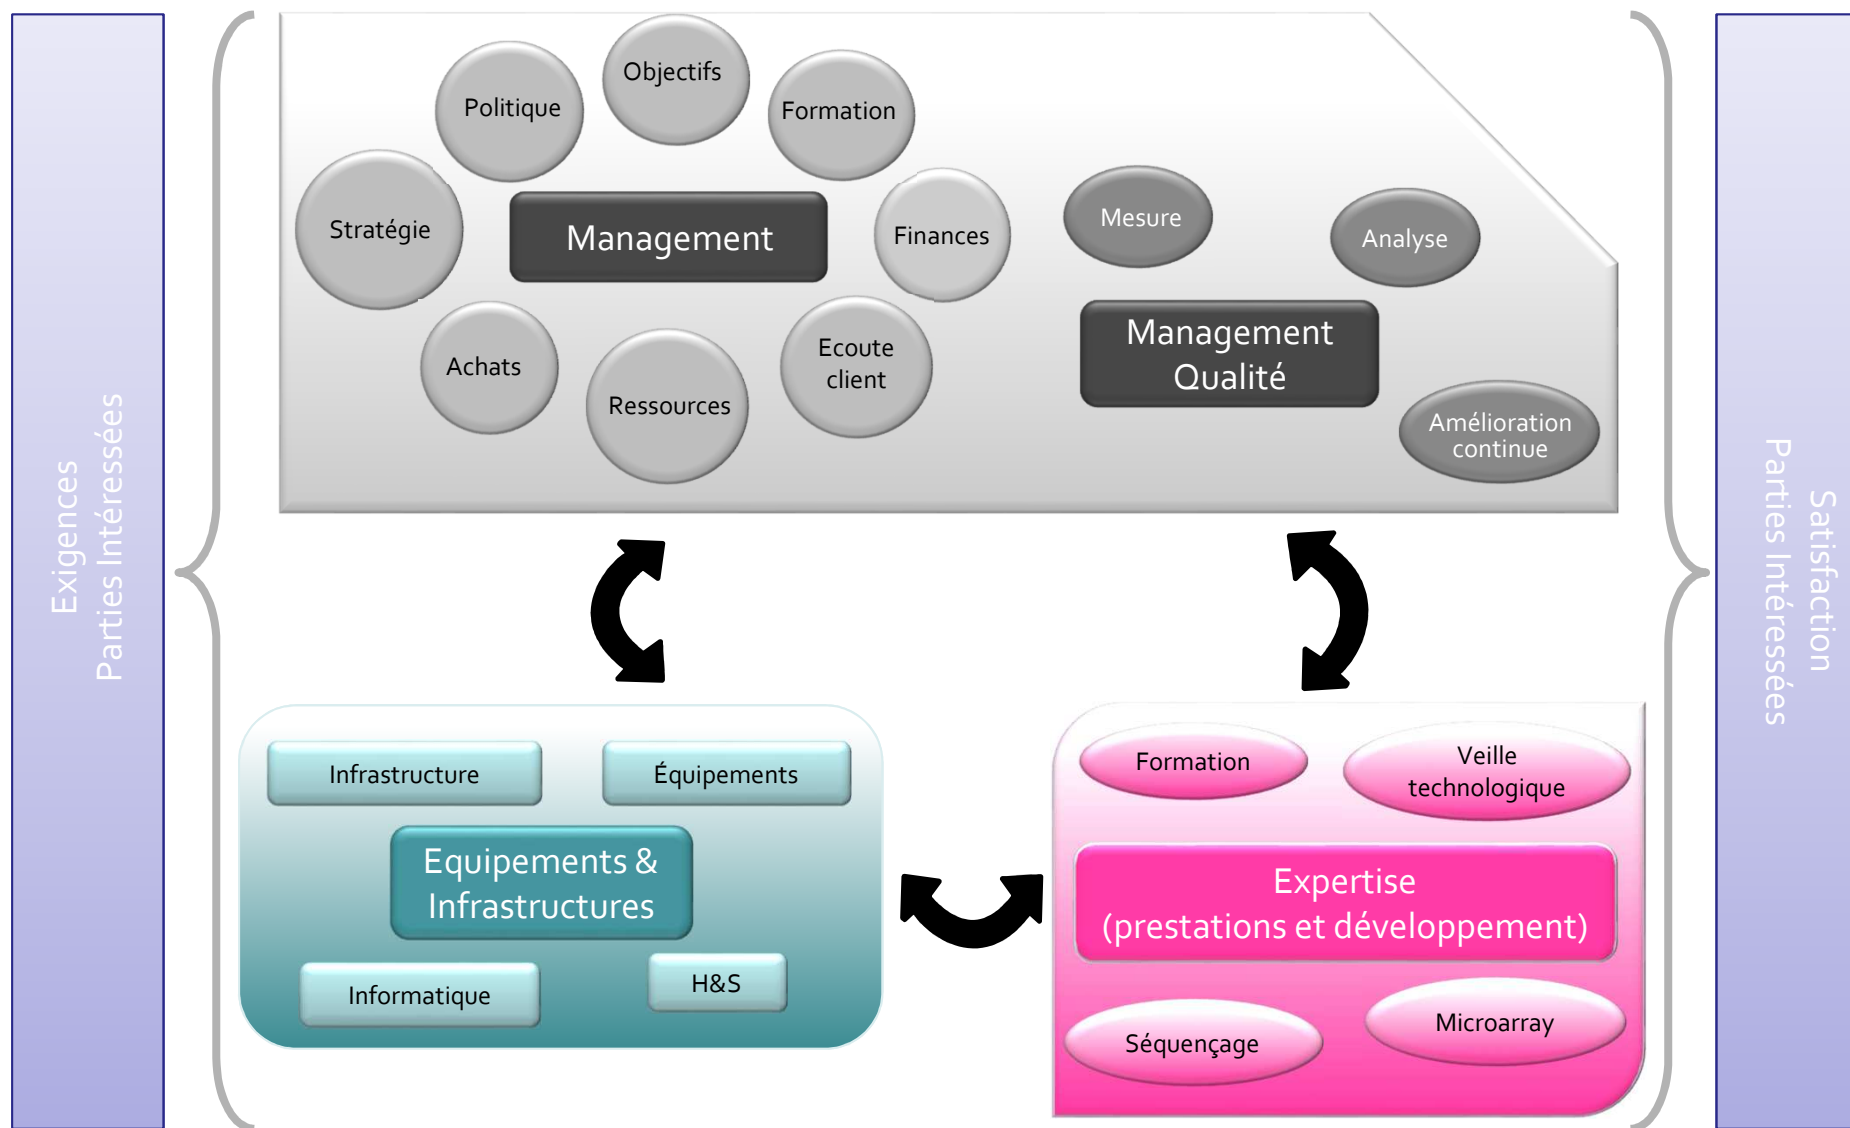 Exigences
Parties Intéressées
Objectifs
Politique
Formation
Stratégie
Management
Finances
Achats
Ressources
Ecoute
client
Mesure
Analyse
Management
Qualité
Amélioration
continue
Infrastructure
Équipements
Equipements &
Infrastructures
Informatique
H&S
Formation
Veille
technologique
Expertise
(prestations et développement)
Séquençage
Microarray
Satisfaction
Parties Intéressées